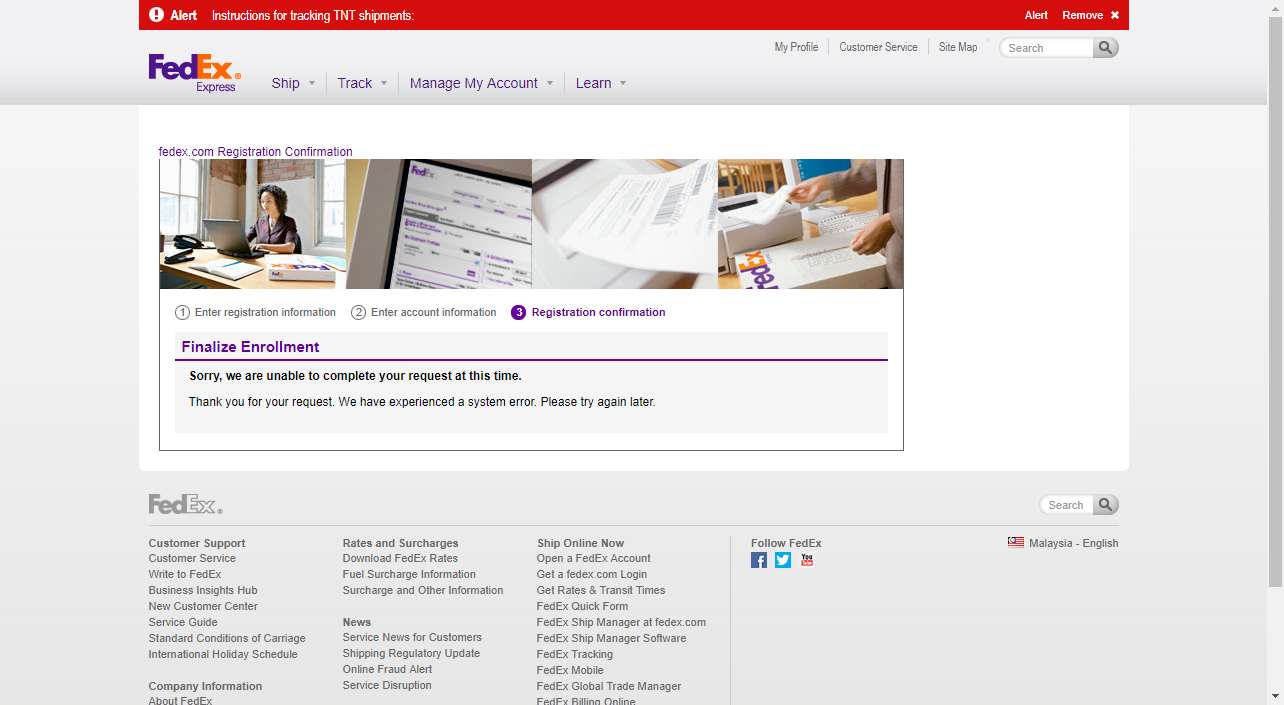 Alert Instructions for tracking TNT shipments: Alert Remove
My Profile Customer Service Site Map Search
FedEx Express
Ship Track Manage My Account Learn
fedex.com Registration Confirmation
FedEx
1 Enter registration information 2 Enter account information 3 Registration confirmation
Finalize Enrollment
Sorry, we are unable to complete your request at this time.
Thank you for your request. We have experienced a system error. Please try again later.
FedEx Search
Customer Support
Customer Service
Write to FedEx
Business Insights Hub
New Customer Center
Service Guide
Standard Conditions of Carriage
International Holiday Schedule
Company Information
About FedEx
Rates and Surcharges
Download FedEx Rates
Fuel Surcharge Information
Surcharge and Other Information
News
Service News for Customers
Shipping Regulatory Update
Online Fraud Alert
Service Disruption
Ship Online Now
Open a FedEx Account
Get a fedex.com Login
Get Rates & Transit Times
FedEx Quick Form
FedEx Ship Manager at fedex.com
FedEx Ship Manager Software
FedEx Tracking
FedEx Mobile
FedEx Global Trade Manager
FedEx Billing Online
Follow FedEx
You Tube
Malaysia - English